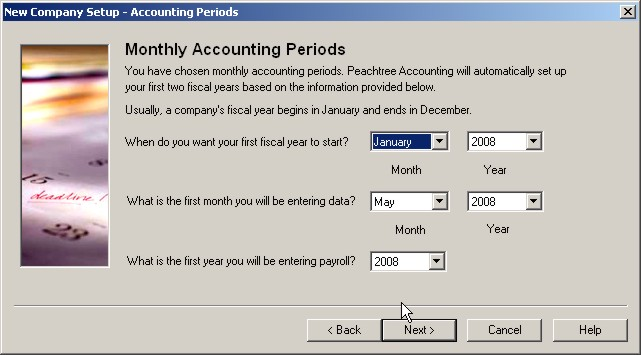 New Company Setup - Accounting Periods
Monthly Accounting Periods
You have chosen monthly accounting periods. Peachtree Accounting will automatically set up
your first two fiscal years based on the information provided below.
Usually, a company's fiscal year begins in January and ends in December.
When do you want your first fiscal year to start? January 2008
Month Year
What is the first month you will be entering data? May 2008
Month Year
What is the first year you will be entering payroll? 2008
15
deadline!
23
< Back Next > Cancel Help